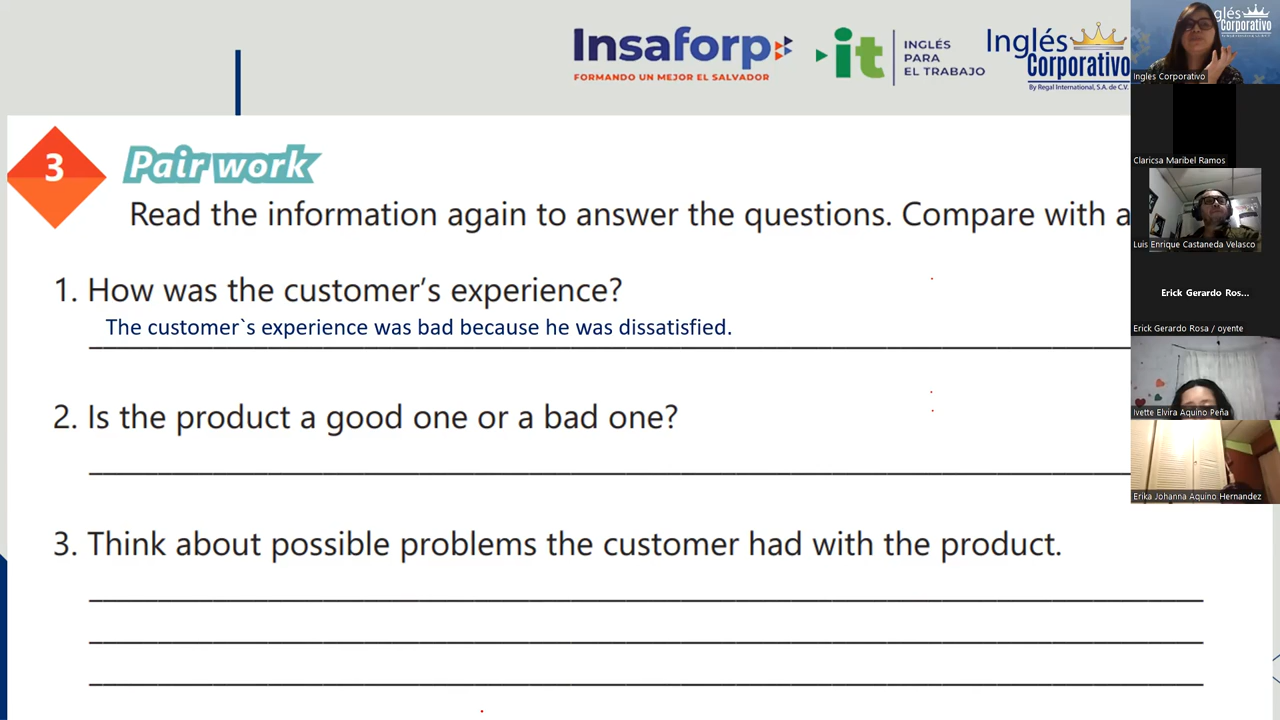 Insaforp
FORMANDO UN MEJOR EL SALVADOR
it
INGLÉS
PARA
EL TRABAJO
Inglés
Corporativo
By Regal International, S.A. de C.V.
glés
Corporativo
Ingles Corporativo
3
Pair work
Read the information again to answer the questions. Compare with a
1. How was the customer’s experience?
The customer`s experience was bad because he was dissatisfied.
2. Is the product a good one or a bad one?
3. Think about possible problems the customer had with the product.
Claricsa Maribel Ramos
Luis Enrique Castaneda Velasco
Erick Gerardo Ros...
Erick Gerardo Rosa / oyente
Ivette Elvira Aquino Peña
Erika Johanna Aquino Hernandez